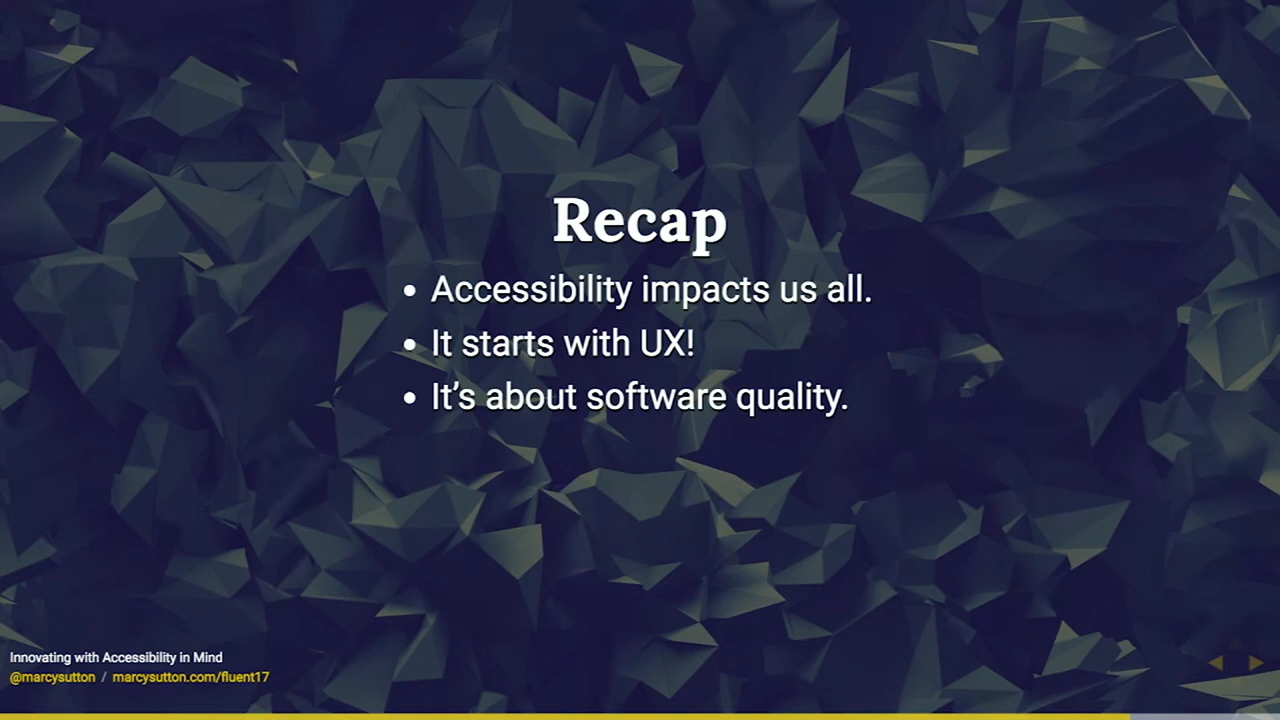 Recap
• Accessibility impacts us all.
• It starts with UX!
• It’s about software quality.
Innovating with Accessibility in Mind
@marcysutton / marcysutton.com/fluent17